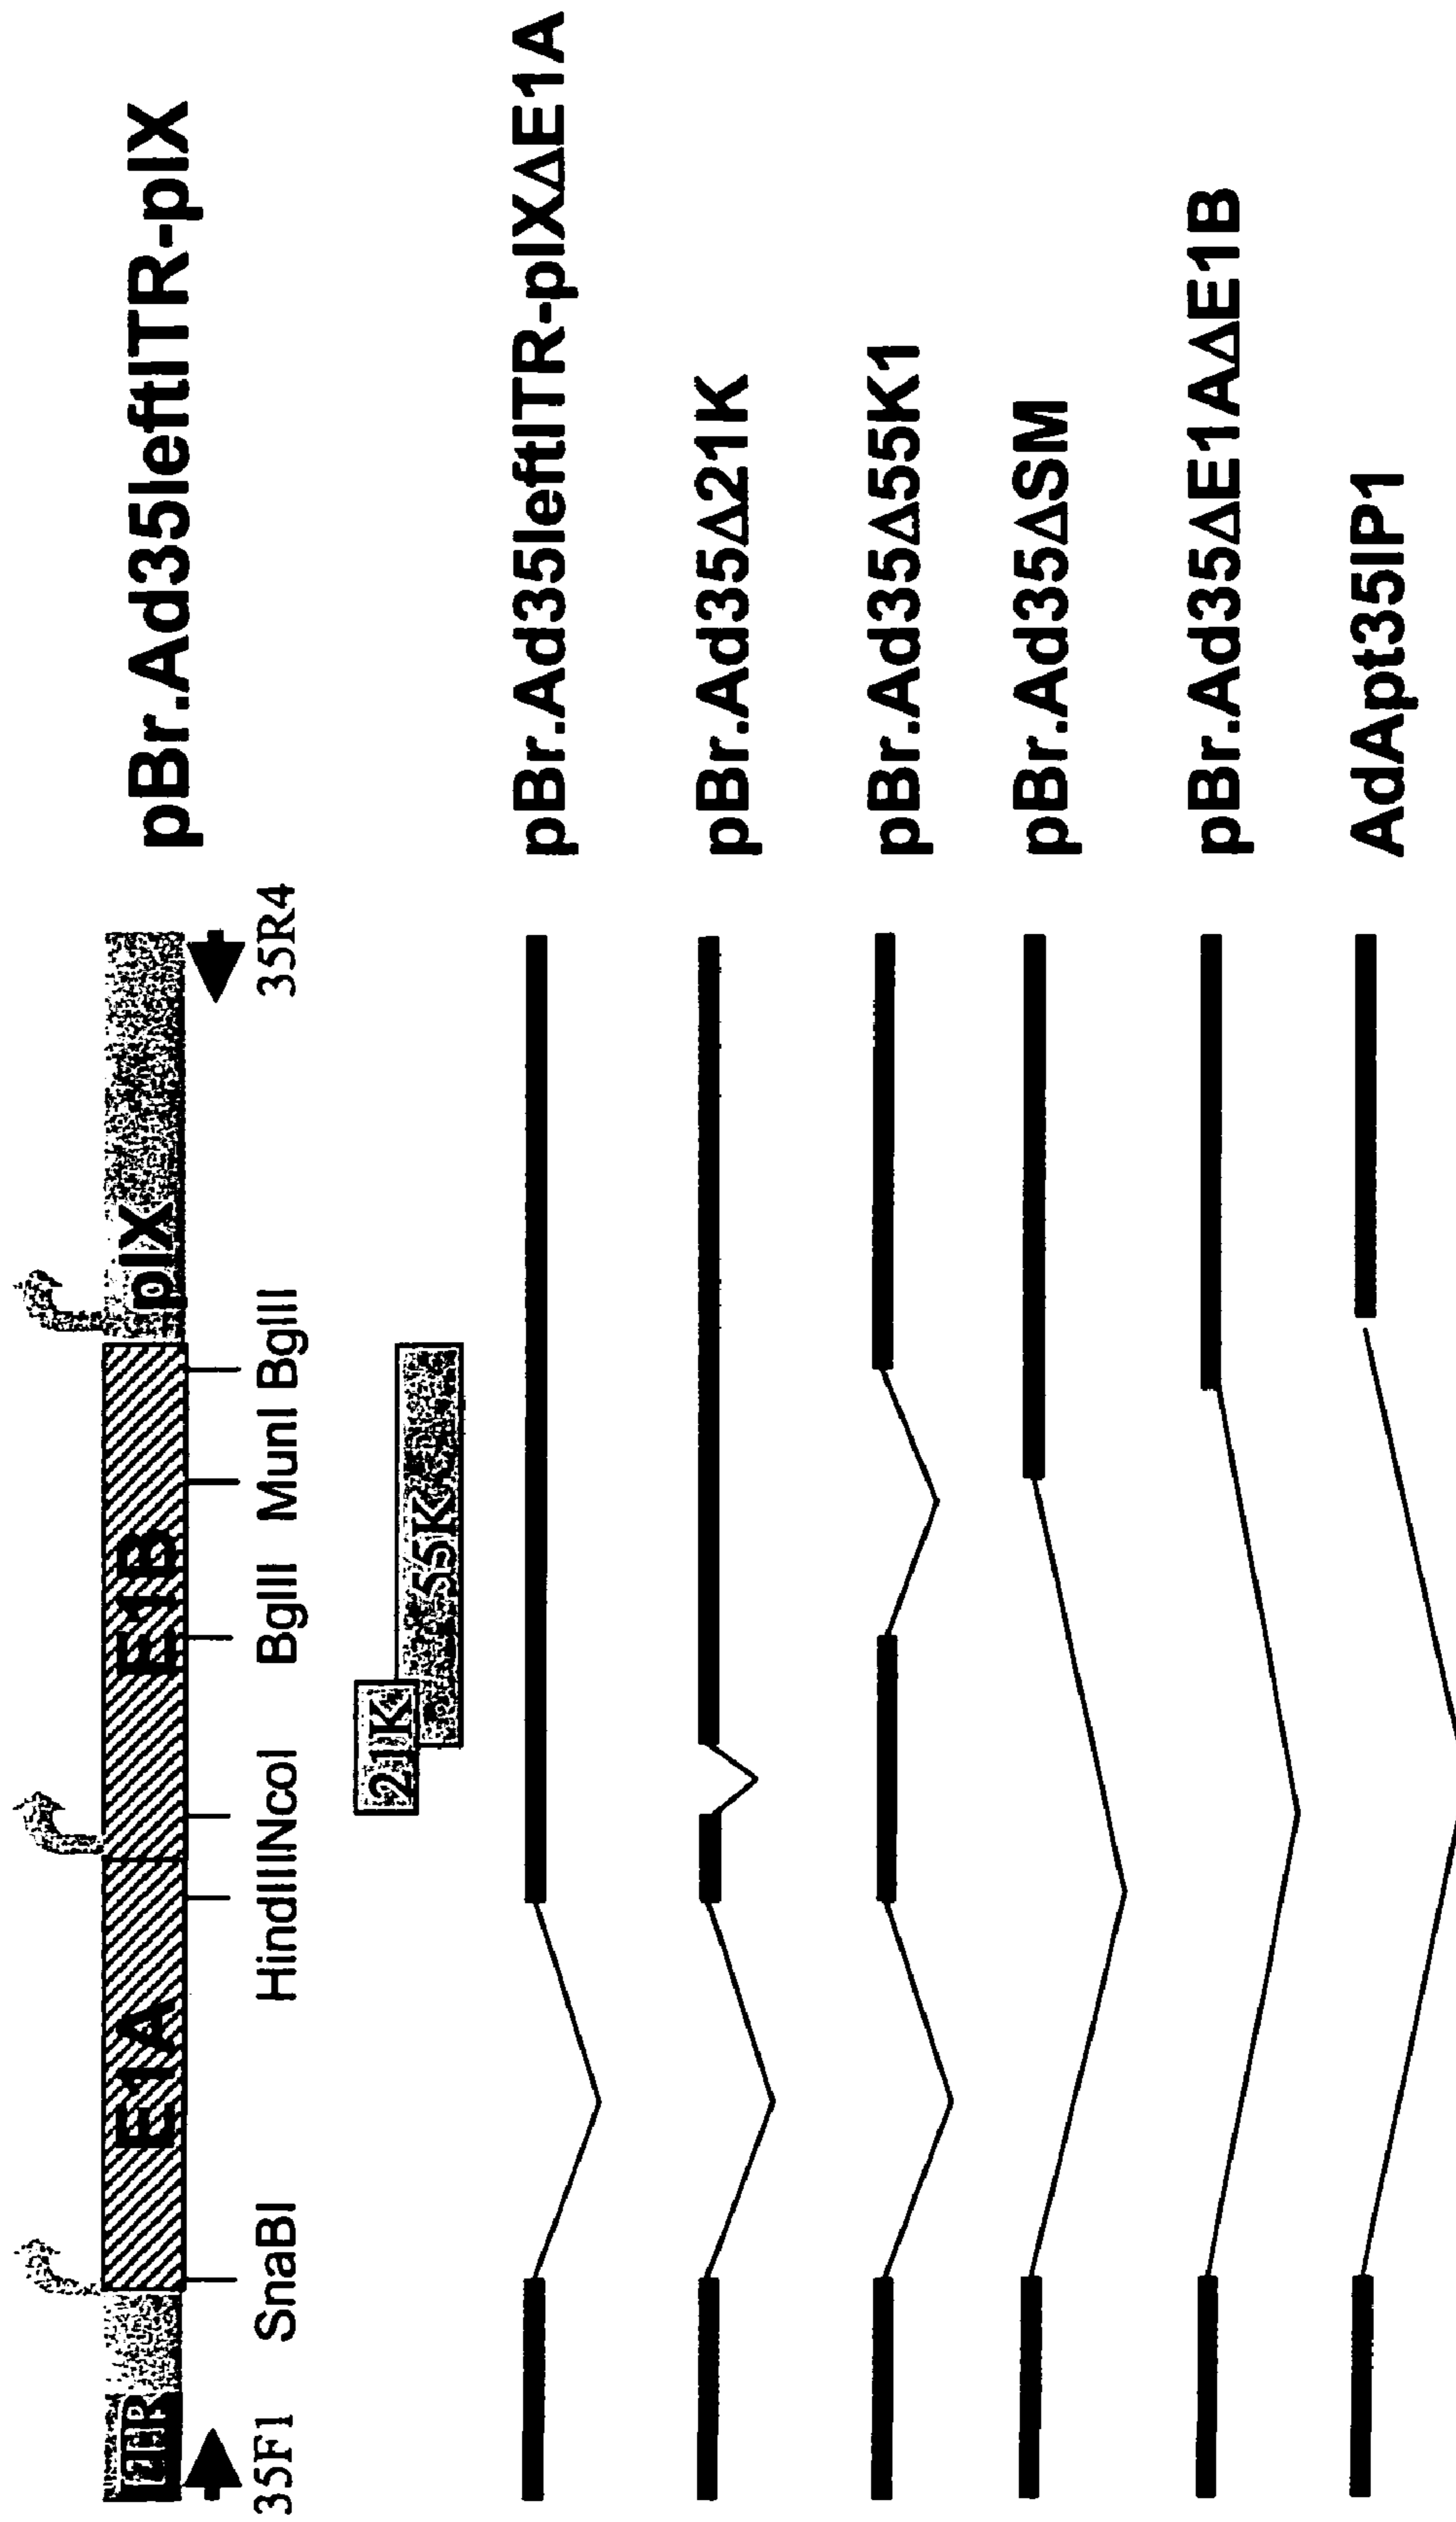 ITR E1A E1B pIX pBr.Ad35leftITR-pIX
35F1 SnaBI HindIII NcoI BglII MunI BglII 35R4
21K
55K
pBr.Ad35leftITR-pIXΔE1A
pBr.Ad35Δ21K
pBr.Ad35Δ55K1
pBr.Ad35ΔSM
pBr.Ad35ΔE1AΔE1B
AdApt35IP1